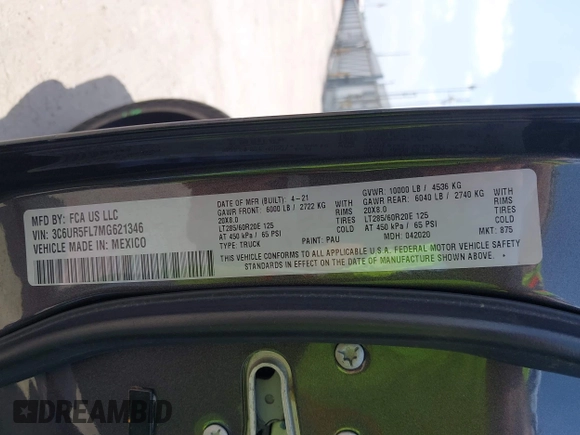 MFD BY: FCA US LLC
VIN: 3C6UR5FL7MG621346
VEHICLE MADE IN: MEXICO
DATE OF MFR (BUILT): 4-21
GAWR FRONT: 6000 LB / 2722 KG
20X8.0
LT285/60R20E 125
AT 450 kPa / 65 PSI
TYPE: TRUCK
TIRES
COLD
PAINT: PAU
GVWR: 10000 LB / 4536 KG
GAWR REAR: 6040 LB / 2740 KG
20X8.0
LT285/60R20E 125
AT 450 kPa / 65 PSI
MDH: 042020
TIRES
COLD
MKT: 875
THIS VEHICLE CONFORMS TO ALL APPLICABLE U.S.A. FEDERAL MOTOR VEHICLE SAFETY
STANDARDS IN EFFECT ON THE DATE OF MANUFACTURE SHOWN ABOVE.
DREAMBID